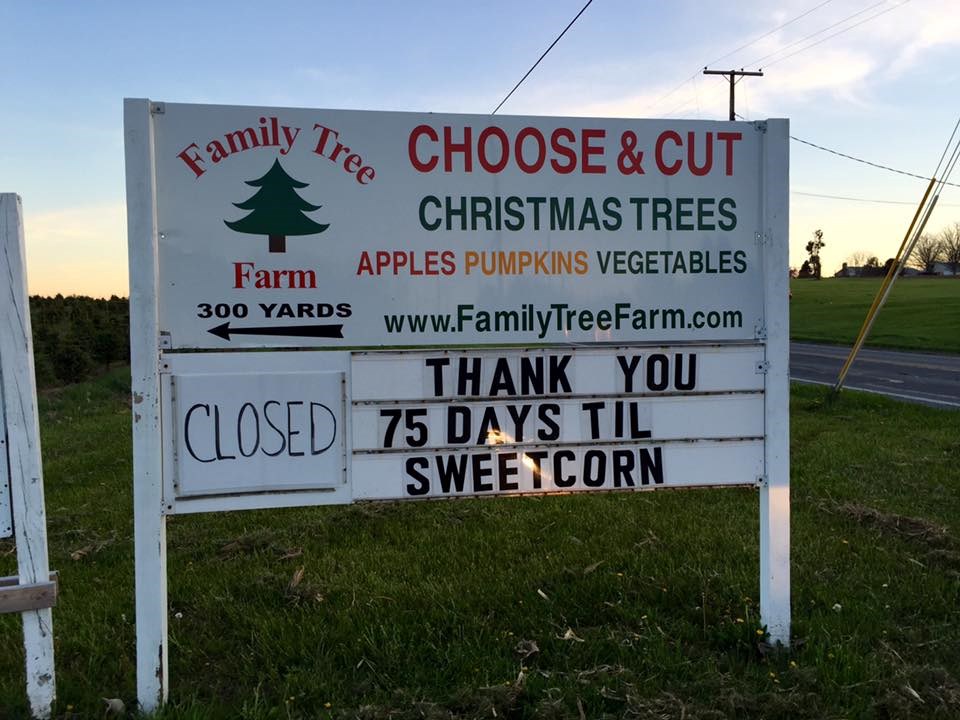 Family Tree
Farm
300 YARDS
CHOOSE & CUT
CHRISTMAS TREES
APPLES PUMPKINS VEGETABLES
www.FamilyTreeFarm.com
CLOSED
THANK YOU
75 DAYS TIL
SWEETCORN